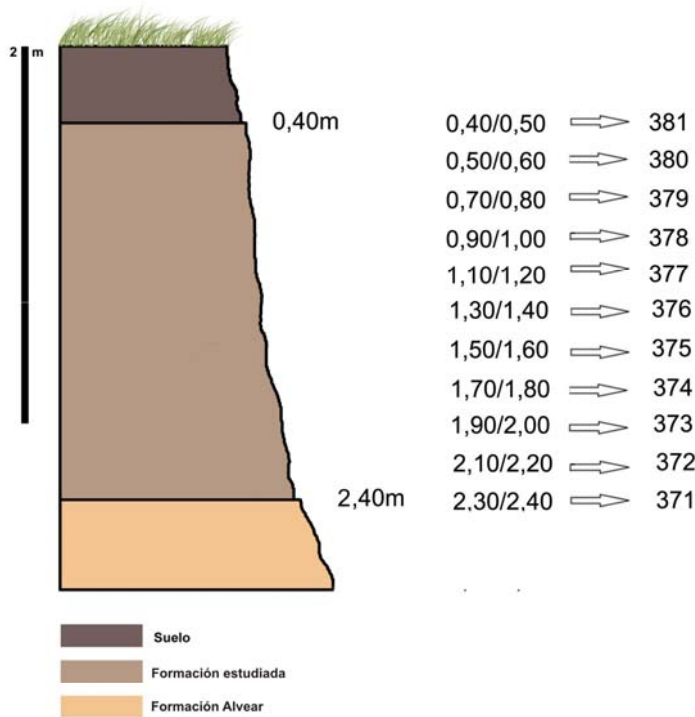 2 m
0,40m
0,40/0,50 381
0,50/0,60 380
0,70/0,80 379
0,90/1,00 378
1,10/1,20 377
1,30/1,40 376
1,50/1,60 375
1,70/1,80 374
1,90/2,00 373
2,10/2,20 372
2,40m
2,30/2,40 371
Suelo
Formación estudiada
Formación Alvear